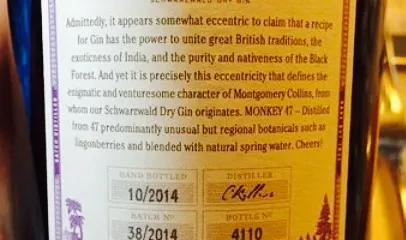 SCHWARZWALD DRY GIN
Admittedly, it appears somewhat eccentric to claim that a recipe
for Gin has the power to unite great British traditions, the
exoticness of India, and the purity and nativeness of the Black
Forest. And yet it is precisely this eccentricity that defines the
enigmatic and venturesome character of Montgomery Collins, from
whom our Schwarzwald Dry Gin originates. MONKEY 47 – Distilled
from 47 predominantly unusual but regional botanicals such as
lingonberries and blended with natural spring water. Cheers!
HAND BOTTLED DISTILLER
10/2014
BATCH Nº BOTTLE Nº
38/2014 4110